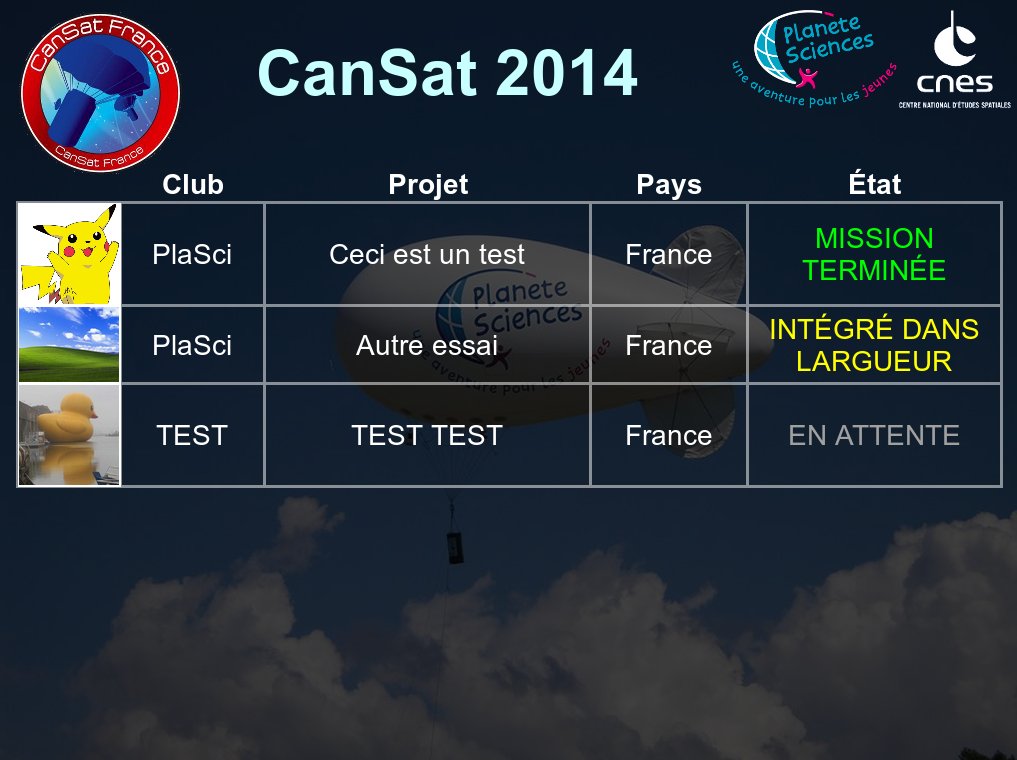 CanSat France
CanSat France
CanSat 2014
Planète
Sciences
une aventure pour les jeunes
cnes
CENTRE NATIONAL D'ÉTUDES SPATIALES
Club Projet Pays État
PlaSci Ceci est un test France MISSION TERMINÉE
PlaSci Autre essai France INTÉGRÉ DANS LARGUEUR
TEST TEST TEST France EN ATTENTE
Planète
Sciences
une aventure pour les jeunes